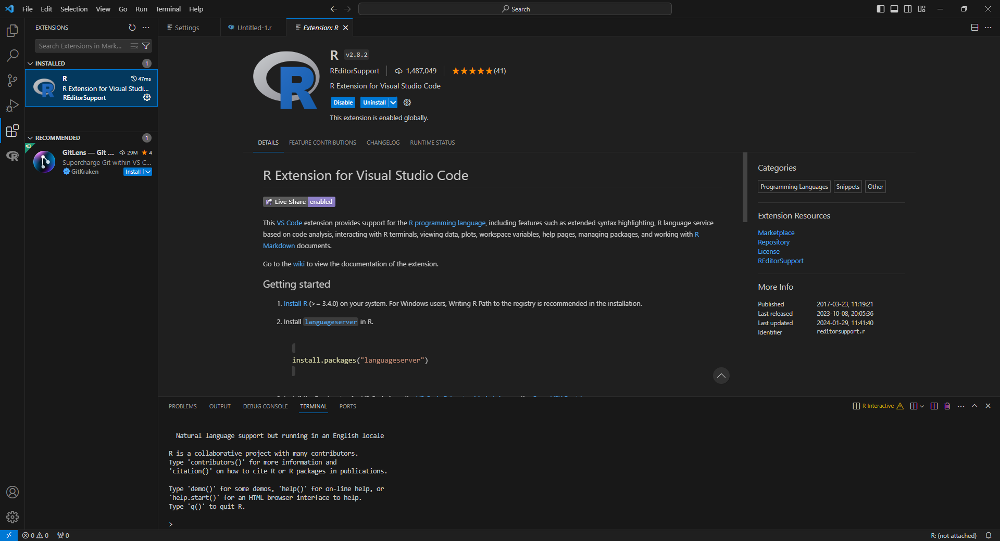 File Edit Selection View Go Run Terminal Help
Search
EXTENSIONS
Search Extensions in Mark...
INSTALLED
1
R
47ms
R Extension for Visual Studi...
REditorSupport
RECOMMENDED
1
GitLens — Git ...
29M
4
Supercharge Git within VS C...
GitKraken
Install
Settings
Untitled-1.r
Extension: R
R
v2.8.2
REditorSupport
1,487,049
(41)
R Extension for Visual Studio Code
Disable
Uninstall
This extension is enabled globally.
DETAILS
FEATURE CONTRIBUTIONS
CHANGELOG
RUNTIME STATUS
R Extension for Visual Studio Code
Live Share enabled
This VS Code extension provides support for the R programming language, including features such as extended syntax highlighting, R language service
based on code analysis, interacting with R terminals, viewing data, plots, workspace variables, help pages, managing packages, and working with R
Markdown documents.
Go to the wiki to view the documentation of the extension.
Getting started
1. Install R (>= 3.4.0) on your system. For Windows users, Writing R Path to the registry is recommended in the installation.
2. Install languageserver in R.
install.packages("languageserver")
Categories
Programming Languages
Snippets
Other
Extension Resources
Marketplace
Repository
License
REditorSupport
More Info
Published 2017-03-23, 11:19:21
Last released 2023-10-08, 20:05:36
Last updated 2024-01-29, 11:41:40
Identifier reditorsupport.r
PROBLEMS
OUTPUT
DEBUG CONSOLE
TERMINAL
PORTS
R Interactive
Natural language support but running in an English locale
R is a collaborative project with many contributors.
Type 'contributors()' for more information and
'citation()' on how to cite R or R packages in publications.
Type 'demo()' for some demos, 'help()' for on-line help, or
'help.start()' for an HTML browser interface to help.
Type 'q()' to quit R.
>
0 0 0
R: (not attached)